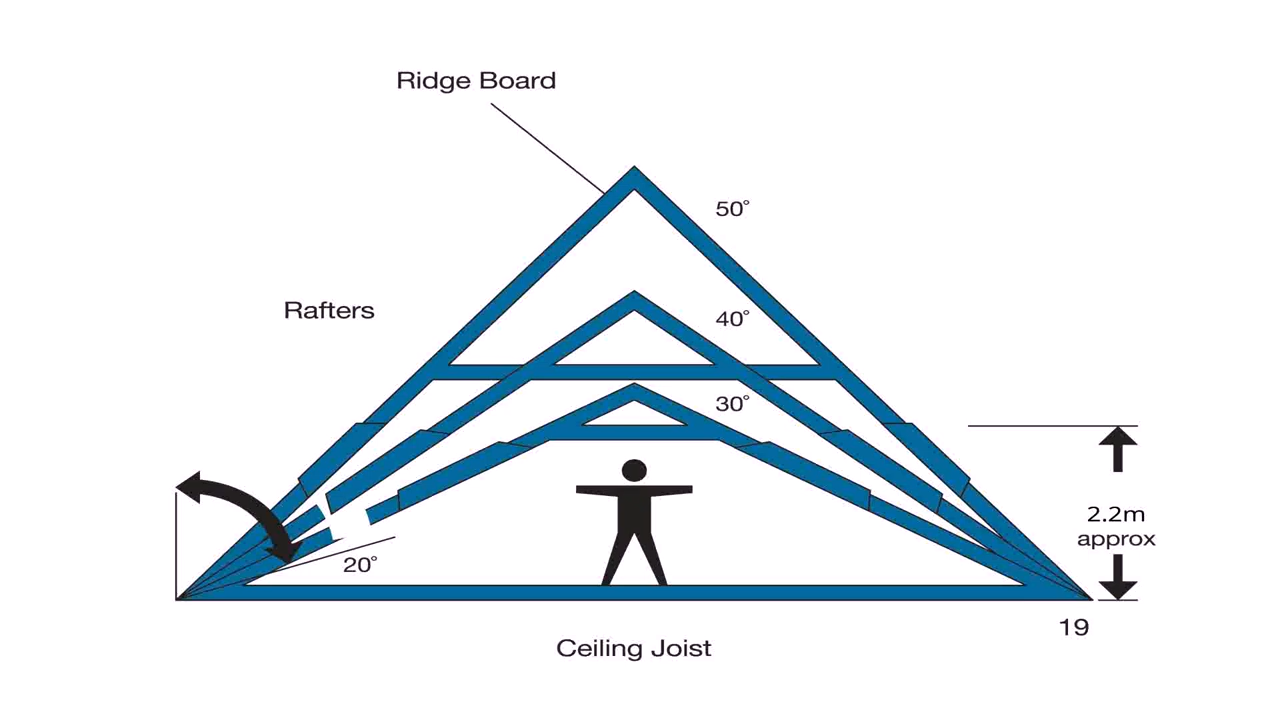 Ridge Board
50°
Rafters
40°
30°
2.2m
approx
20°
19
Ceiling Joist